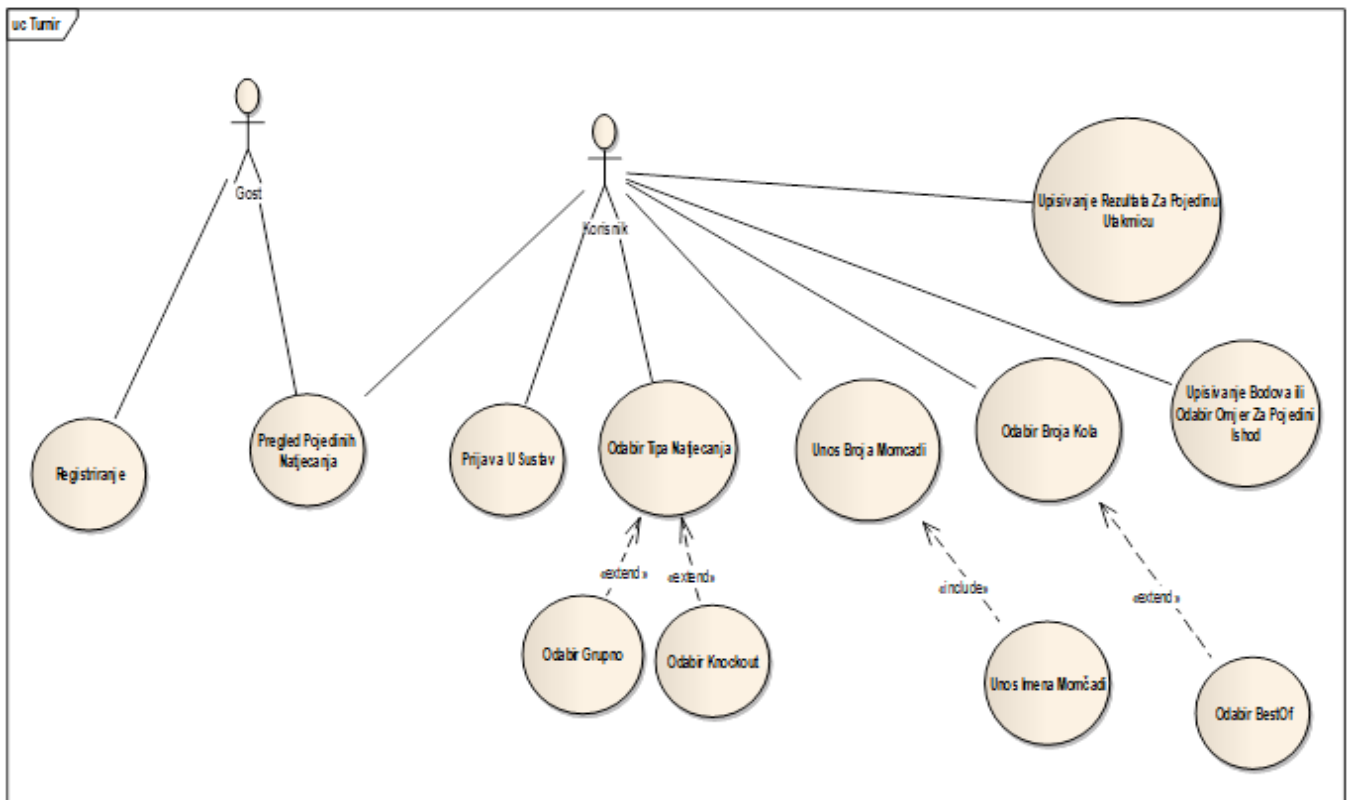 uc Turnir
Gost
Korisnik
Upisivanje Rezultata Za Pojedinu
Utakmicu
Registriranje
Pregled Pojedinih
Natjecanja
Prijava U Sustav
Odabir Tipa Natjecanja
Unos Broja Momcadi
Odabir Broja Kola
Upisivanje Bodova ili
Odabir Omjer Za Pojedini
Ishod
«extend»
«extend»
«include»
«extend»
Odabir Grupno
Odabir Knockout
Unos Imena Momčadi
Odabir BestOf